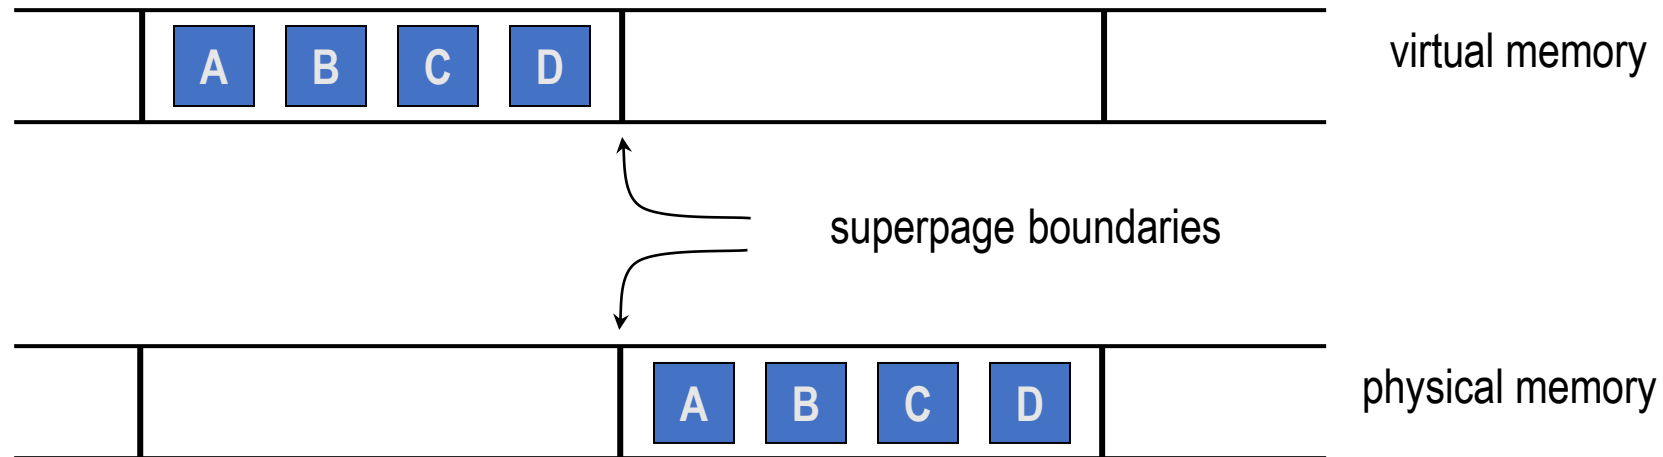 A B C D
virtual memory
superpage boundaries
A B C D
physical memory